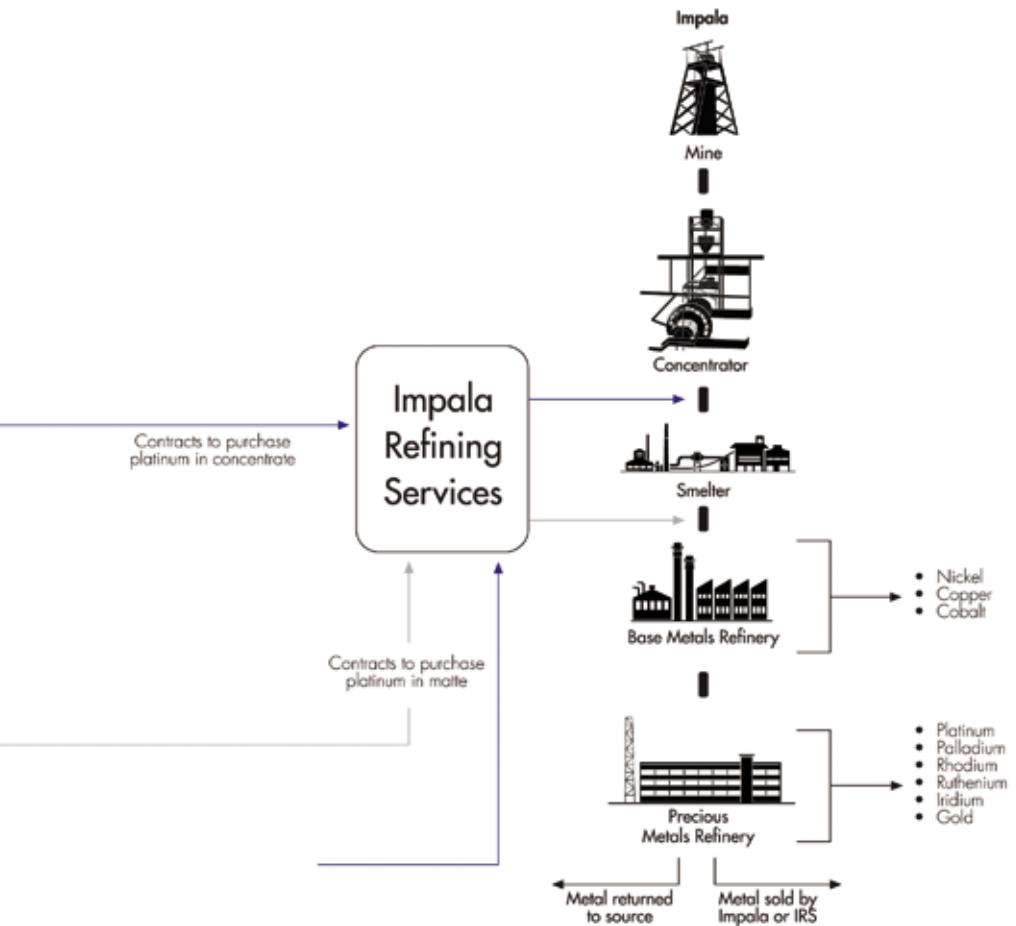 Impala
Mine
Concentrator
Impala
Refining
Services
Contracts to purchase
platinum in concentrate
Smelter
• Nickel
• Copper
• Cobalt
Base Metals Refinery
Contracts to purchase
platinum in matte
• Platinum
• Palladium
• Rhodium
• Ruthenium
• Iridium
• Gold
Precious
Metals Refinery
Metal returned
to source
Metal sold by
Impala or IRS